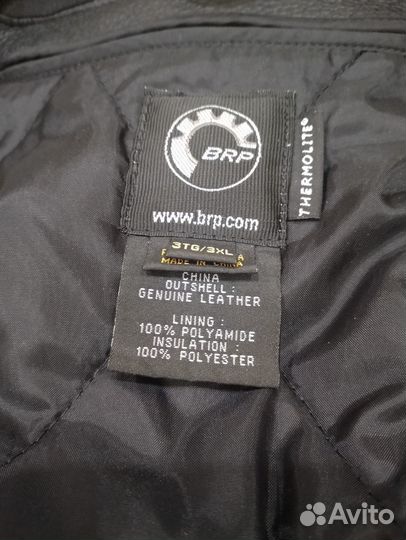 BRP
www.brp.com
THERMOLITE®
3TG/3XL
MADE IN CHINA
CHINA
OUTSHELL :
GENUINE LEATHER
LINING :
100% POLYAMIDE
INSULATION :
100% POLYESTER
Avito